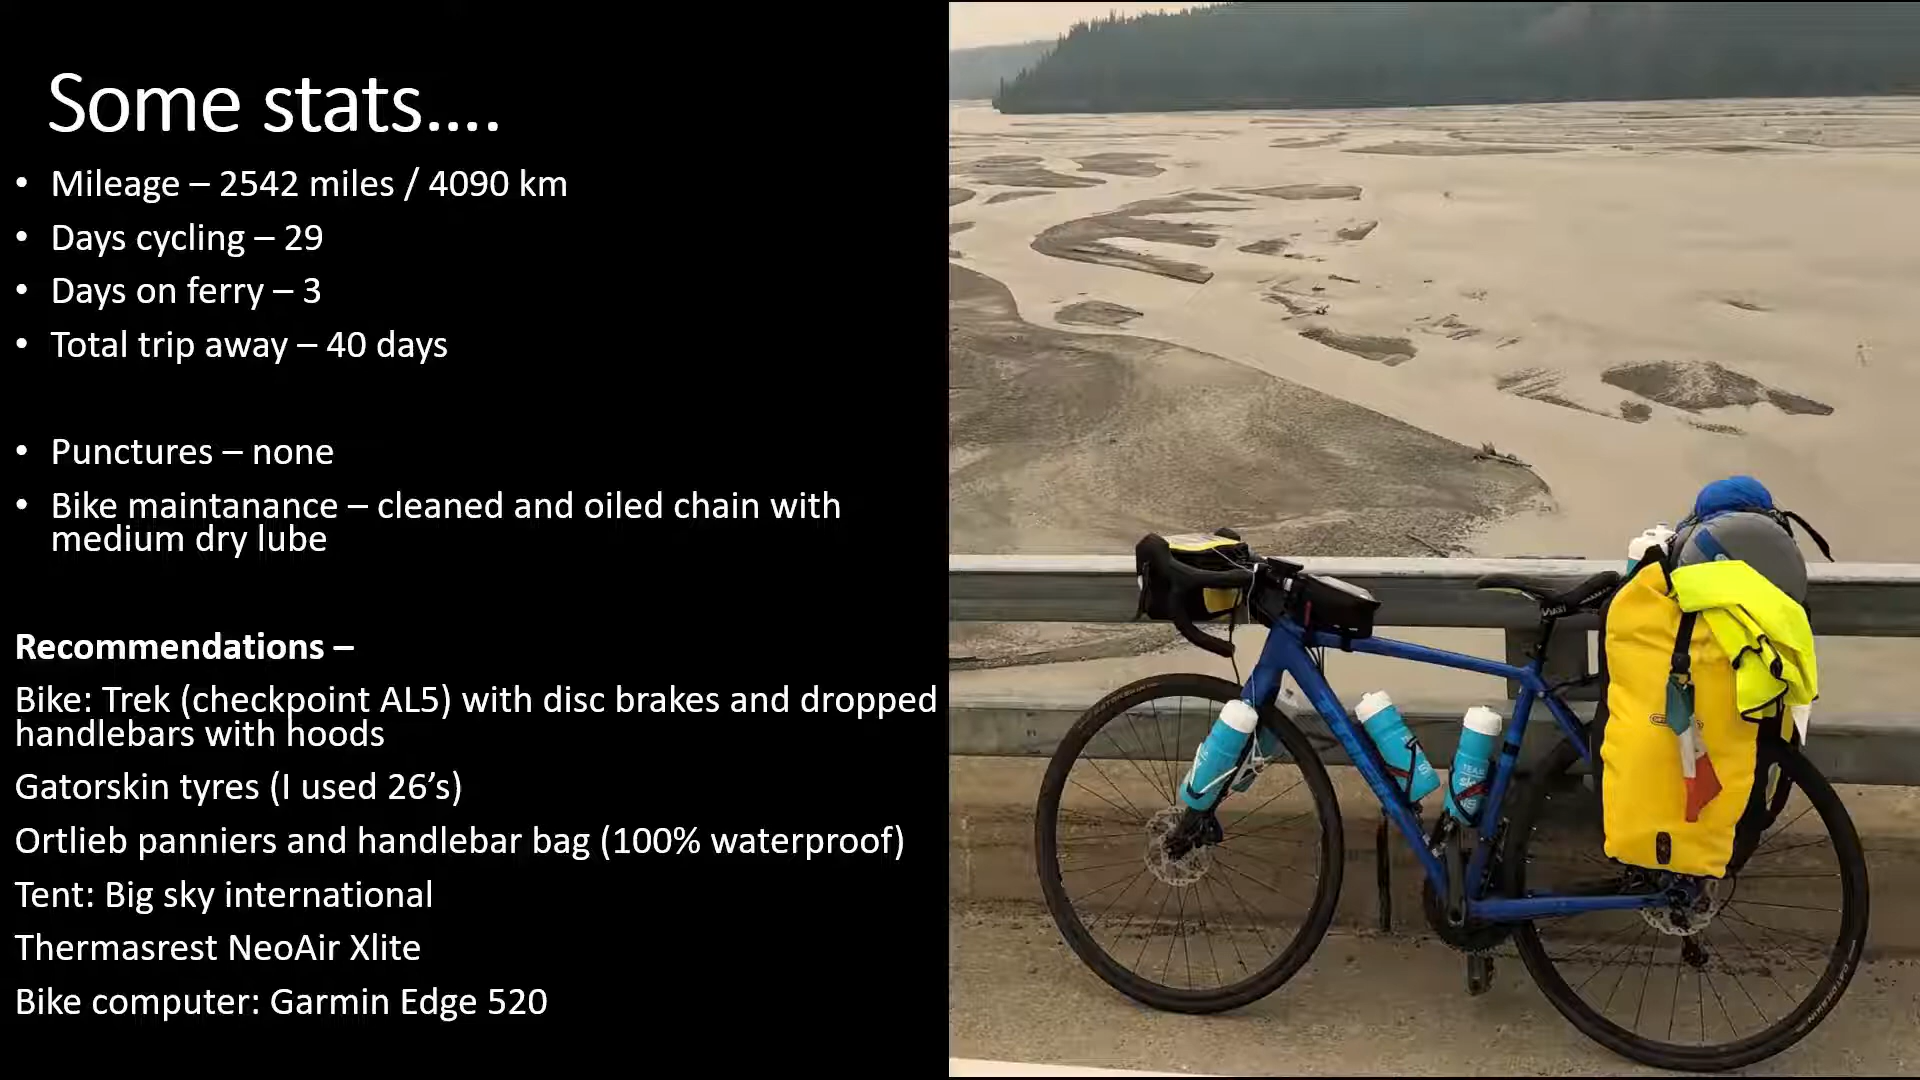 Some stats....
• Mileage – 2542 miles / 4090 km
• Days cycling – 29
• Days on ferry – 3
• Total trip away – 40 days
• Punctures – none
• Bike maintanance – cleaned and oiled chain with
medium dry lube
Recommendations –
Bike: Trek (checkpoint AL5) with disc brakes and dropped
handlebars with hoods
Gatorskin tyres (I used 26’s)
Ortlieb panniers and handlebar bag (100% waterproof)
Tent: Big sky international
Thermasrest NeoAir Xlite
Bike computer: Garmin Edge 520